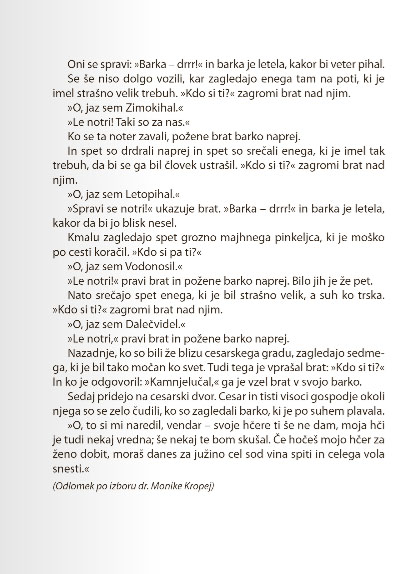 Oni se spravi: »Barka – drrr!« in barka je letela, kakor bi veter pihal.
Se še niso dolgo vozili, kar zagledajo enega tam na poti, ki je
imel strašno velik trebuh. »Kdo si ti?« zagromi brat nad njim.
»O, jaz sem Zimokihal.«
»Le notri! Taki so za nas.«
Ko se ta noter zavali, požene brat barko naprej.
In spet so drdrali naprej in spet so srečali enega, ki je imel tak
trebuh, da bi se ga bil človek ustrašil. »Kdo si ti?« zagromi brat nad
njim.
»O, jaz sem Letopihal.«
»Spravi se notri!« ukazuje brat. »Barka – drrr!« in barka je letela,
kakor da bi jo blisk nesel.
Kmalu zagledajo spet grozno majhnega pinkeljca, ki je moško
po cesti koračil. »Kdo si pa ti?«
»O, jaz sem Vodonosil.«
»Le notri!« pravi brat in požene barko naprej. Bilo jih je že pet.
Nato srečajo spet enega, ki je bil strašno velik, a suh ko trska.
»Kdo si ti?« zagromi brat nad njim.
»O, jaz sem Dalečvidel.«
»Le notri,« pravi brat in požene barko naprej.
Nazadnje, ko so bili že blizu cesarskega gradu, zagledajo sedme-
ga, ki je bil tako močan ko svet. Tudi tega je vprašal brat: »Kdo si ti?«
In ko je odgovoril: »Kamnjelučal,« ga je vzel brat v svojo barko.
Sedaj pridejo na cesarski dvor. Cesar in tisti visoci gospodje okoli
njega so se zelo čudili, ko so zagledali barko, ki je po suhem plavala.
»O, to si mi naredil, vendar – svoje hčere ti še ne dam, moja hči
je tudi nekaj vredna; še nekaj te bom skušal. Če hočeš mojo hčer za
ženo dobit, moraš danes za južino cel sod vina spiti in celega vola
snesti.«
(Odlomek po izboru dr. Monike Kropej)